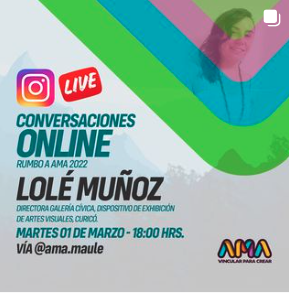 LIVE
CONVERSACIONES
ONLINE
RUMBO A AMA 2022
LOLÉ MUÑOZ
DIRECTORA GALERÍA CÍVICA, DISPOSITIVO DE EXHIBICIÓN
DE ARTES VISUALES, CURICÓ.
MARTES 01 DE MARZO - 18:00 HRS.
VÍA @ama.maule
AMA
VINCULAR PARA CREAR